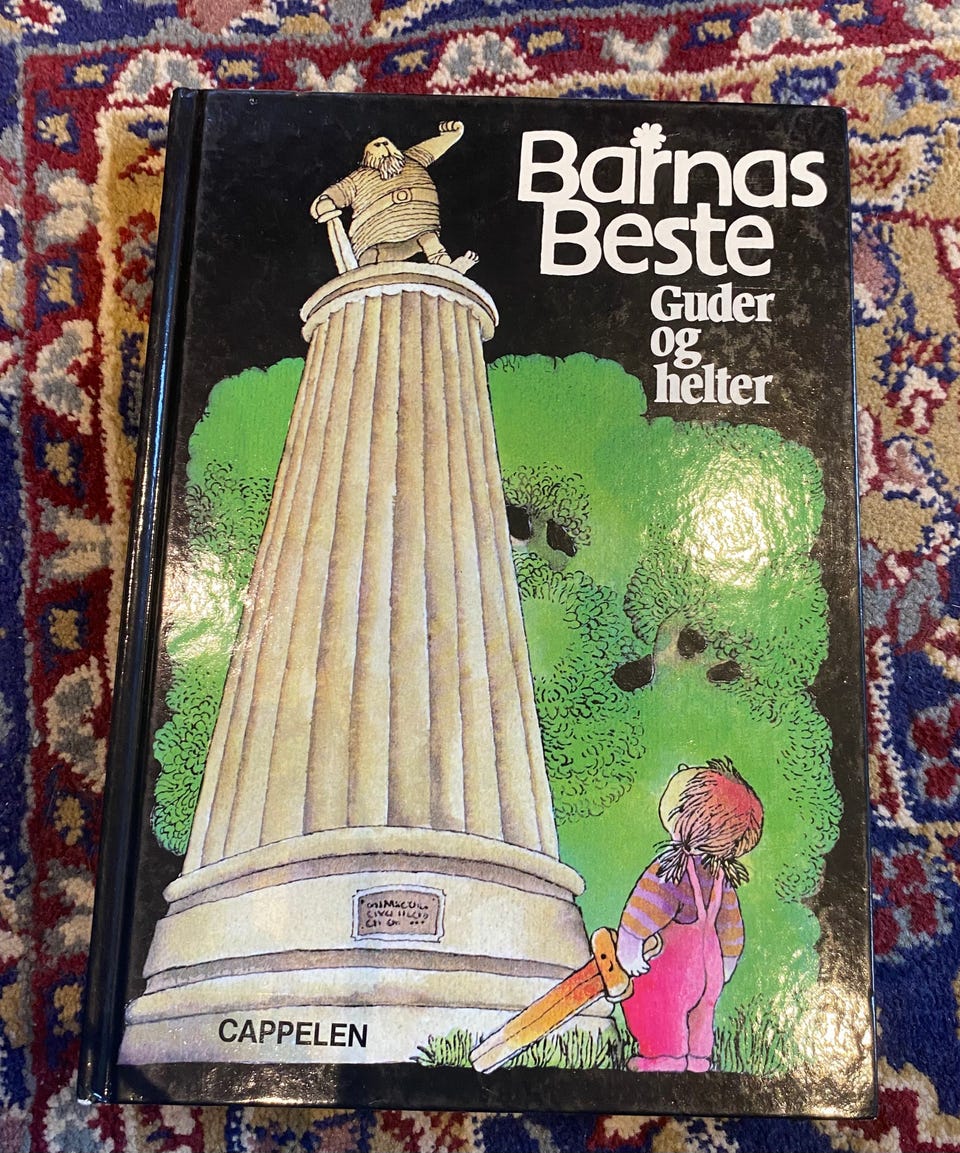 Barnas
Beste
Guder
og
helter
CAPPELEN